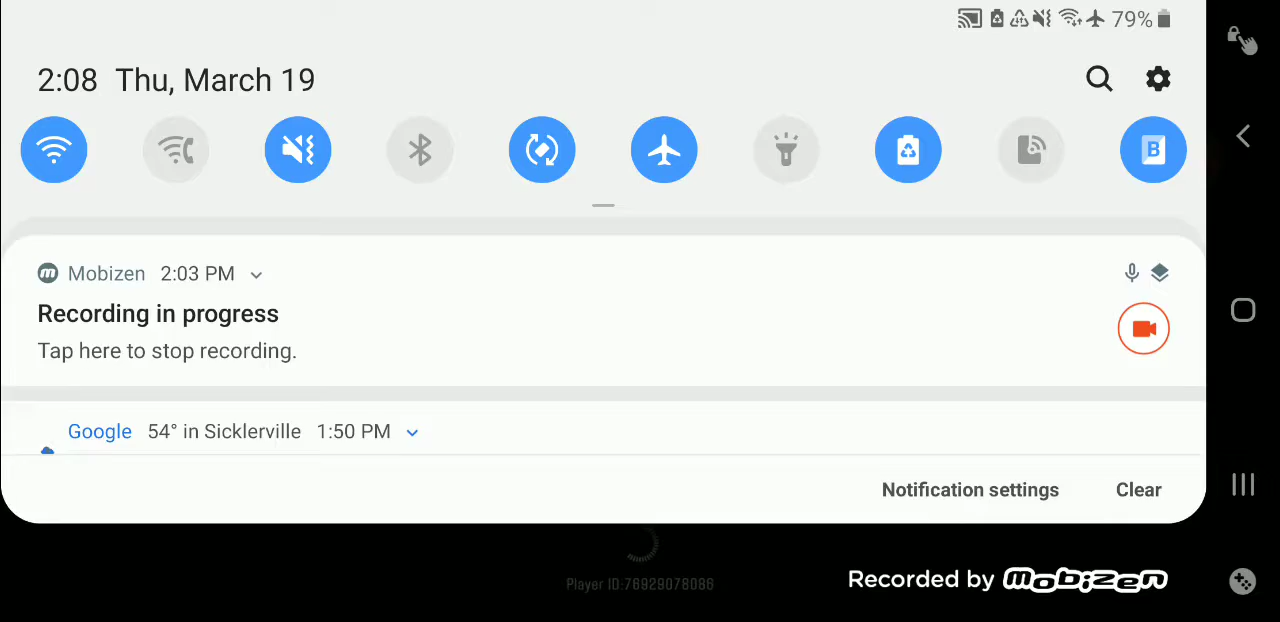 79%
2:08 Thu, March 19
B
Mobizen 2:03 PM
Recording in progress
Tap here to stop recording.
Google 54° in Sicklerville 1:50 PM
Notification settings Clear
Player ID:76929078086
Recorded by mobizen